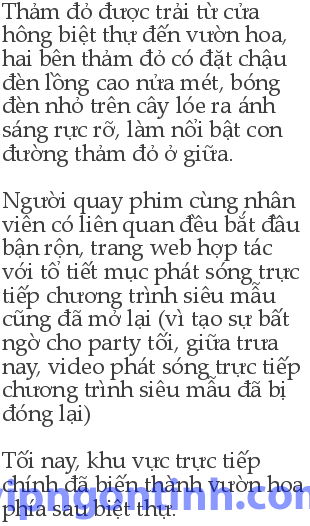 Thảm đỏ được trải từ cửa
hông biệt thự đến vườn hoa,
hai bên thảm đỏ có đặt chậu
đèn lồng cao nửa mét, bóng
đèn nhỏ trên cây lóe ra ánh
sáng rực rỡ, làm nổi bật con
đường thảm đỏ ở giữa.

Người quay phim cùng nhân
viên có liên quan đều bắt đầu
bận rộn, trang web hợp tác
với tổ tiết mục phát sóng trực
tiếp chương trình siêu mẫu
cũng đã mở lại (vì tạo sự bất
ngờ cho party tối, giữa trưa
nay, video phát sóng trực tiếp
chương trình siêu mẫu đã bị
đóng lại)

Tối nay, khu vực trực tiếp
chính đã biến thành vườn hoa
phía sau biệt thự.
vipngontinh.com